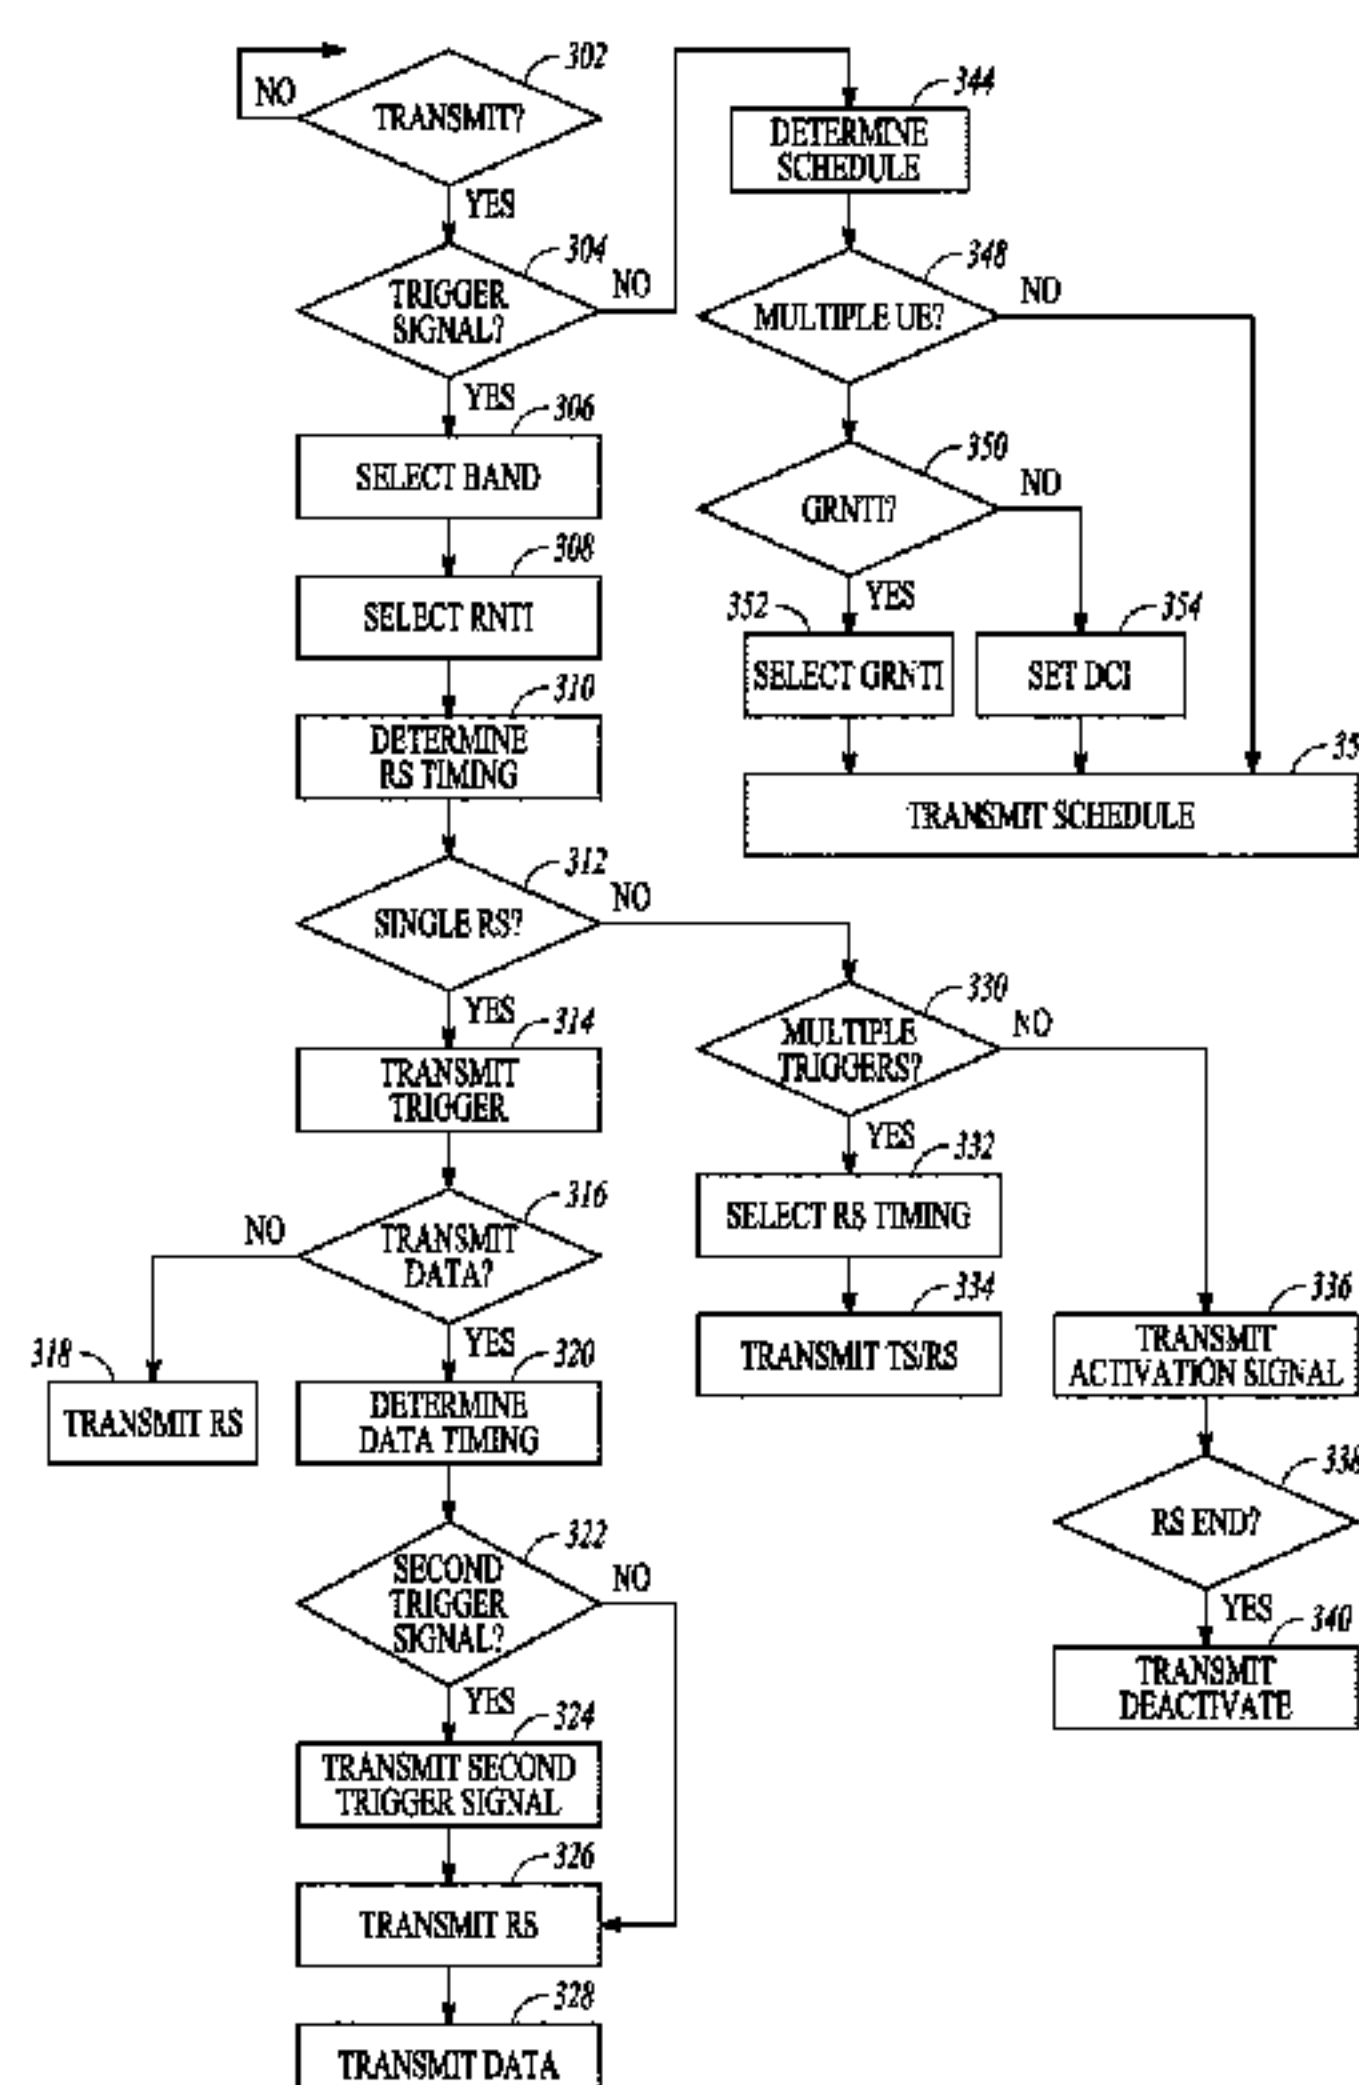 302
NO
TRANSMIT?
YES
304
TRIGGER
SIGNAL?
NO
YES
306
SELECT BAND
308
SELECT RNTI
310
DETERMINE
RS TIMING
312
SINGLE RS?
NO
YES
314
TRANSMIT
TRIGGER
316
NO
TRANSMIT
DATA?
318
TRANSMIT RS
YES
320
DETERMINE
DATA TIMING
322
SECOND
TRIGGER
SIGNAL?
NO
YES
324
TRANSMIT SECOND
TRIGGER SIGNAL
326
TRANSMIT RS
328
TRANSMIT DATA
344
DETERMINE
SCHEDULE
348
MULTIPLE UE?
NO
350
GRNTI?
NO
YES
352
SELECT GRNTI
354
SET DCI
TRANSMIT SCHEDULE
330
MULTIPLE
TRIGGERS?
NO
YES
332
SELECT RS TIMING
334
TRANSMIT TS/RS
336
TRANSMIT
ACTIVATION SIGNAL
338
RS END?
YES
340
TRANSMIT
DEACTIVATE